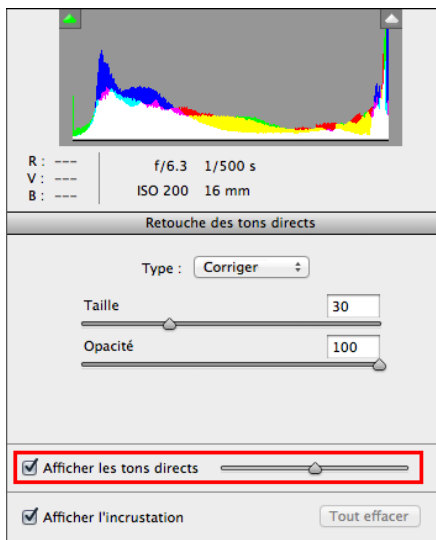 R : ---
V : ---
B : ---
f/6.3 1/500 s
ISO 200 16 mm
Retouche des tons directs
Type : Corriger
Taille 30
Opacité 100
Afficher les tons directs
Afficher l'incrustation Tout effacer